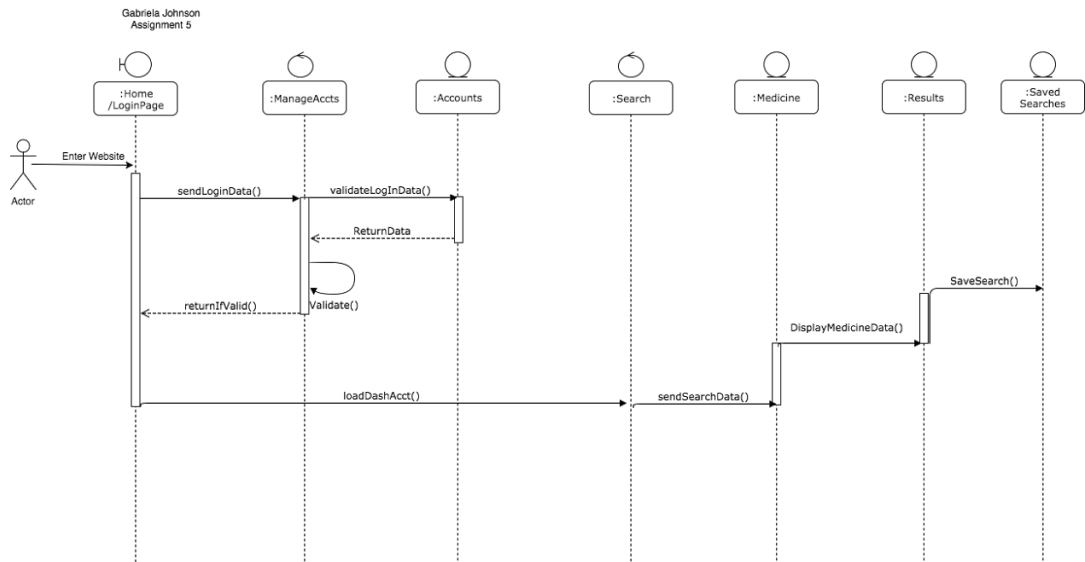 Gabriela Johnson
Assignment 5
:Home
/LoginPage
:ManageAccts
:Accounts
:Search
:Medicine
:Results
:Saved
Searches
Enter Website
Actor
sendLoginData()
validateLogInData()
ReturnData
Validate()
returnIfValid()
SaveSearch()
DisplayMedicineData()
loadDashAcct()
sendSearchData()